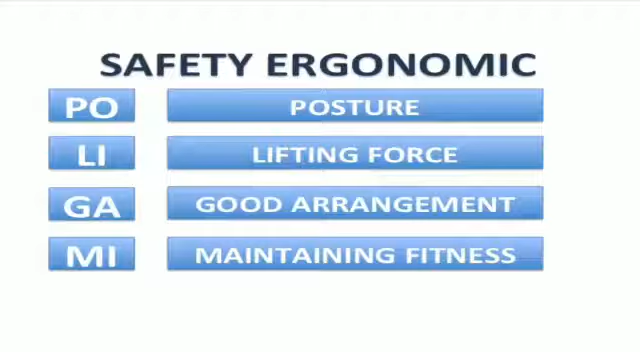 SAFETY ERGONOMIC
PO POSTURE
LI LIFTING FORCE
GA GOOD ARRANGEMENT
MI MAINTAINING FITNESS